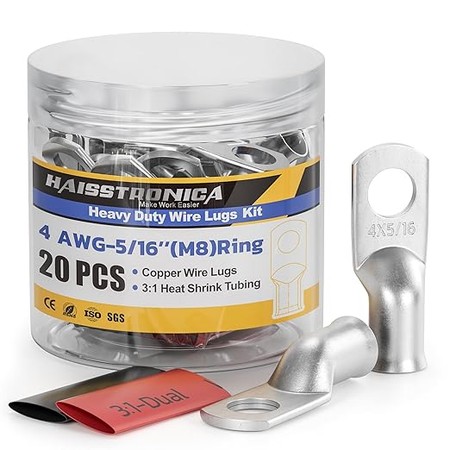 HAISSTRONICA
Make Work Easier
Heavy Duty Wire Lugs Kit
4 AWG-5/16"(M8)Ring
20 PCS
• Copper Wire Lugs
• 3:1 Heat Shrink Tubing
CE
ISO
SGS
4X5/16
3:1-Dual